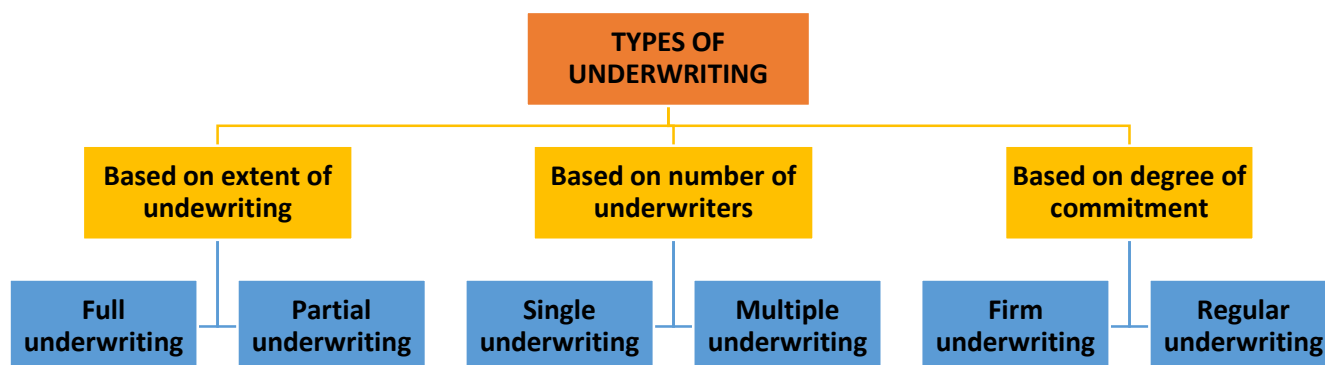 TYPES OF
UNDERWRITING
Based on extent of
undewriting
Based on number of
underwriters
Based on degree of
commitment
Full
underwriting
Partial
underwriting
Single
underwriting
Multiple
underwriting
Firm
underwriting
Regular
underwriting